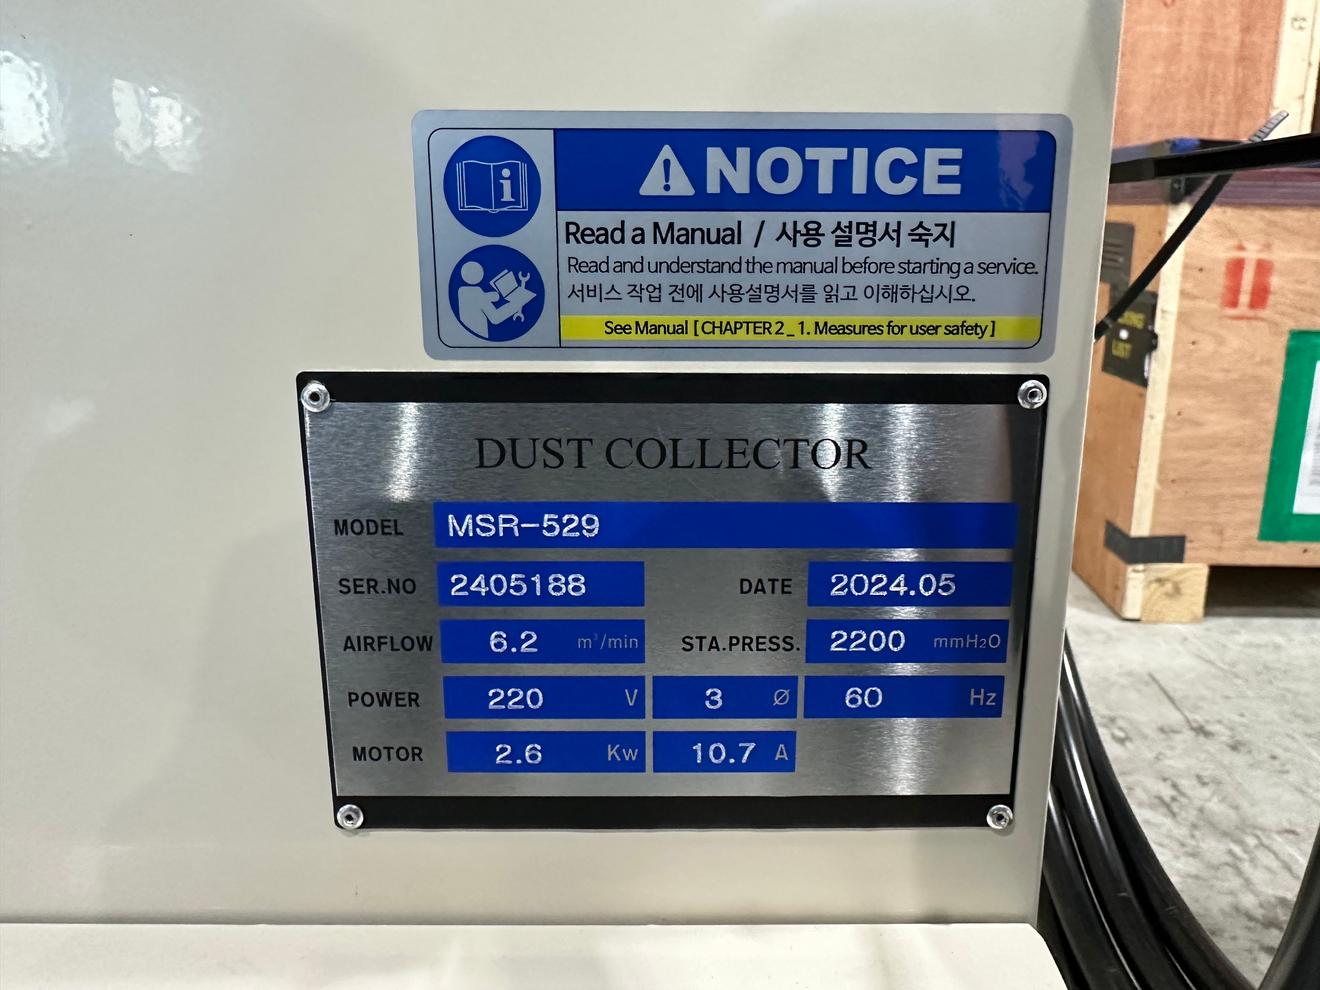 NOTICE
Read a Manual / 사용 설명서 숙지
Read and understand the manual before starting a service.
서비스 작업 전에 사용설명서를 읽고 이해하십시오.
See Manual [ CHAPTER 2 _ 1. Measures for user safety ]
DUST COLLECTOR
MODEL MSR-529
SER.NO 2405188 DATE 2024.05
AIRFLOW 6.2 m³/min STA.PRESS. 2200 mmH₂O
POWER 220 V 3 Ø 60 Hz
MOTOR 2.6 Kw 10.7 A
LIST